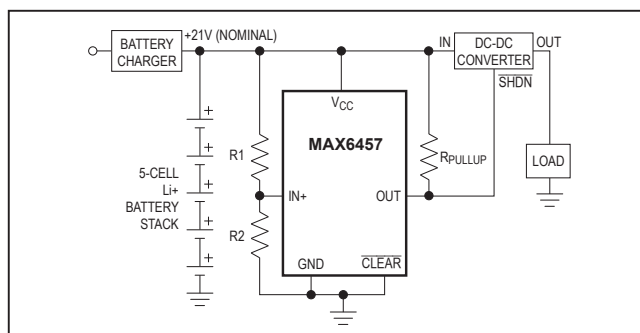 BATTERY
CHARGER
+21V (NOMINAL)
IN
DC-DC
CONVERTER
OUT
SHDN
VCC
MAX6457
R1
RPULLUP
LOAD
5-CELL
Li+
BATTERY
STACK
IN+
OUT
R2
GND
CLEAR
+
+
+
+
+